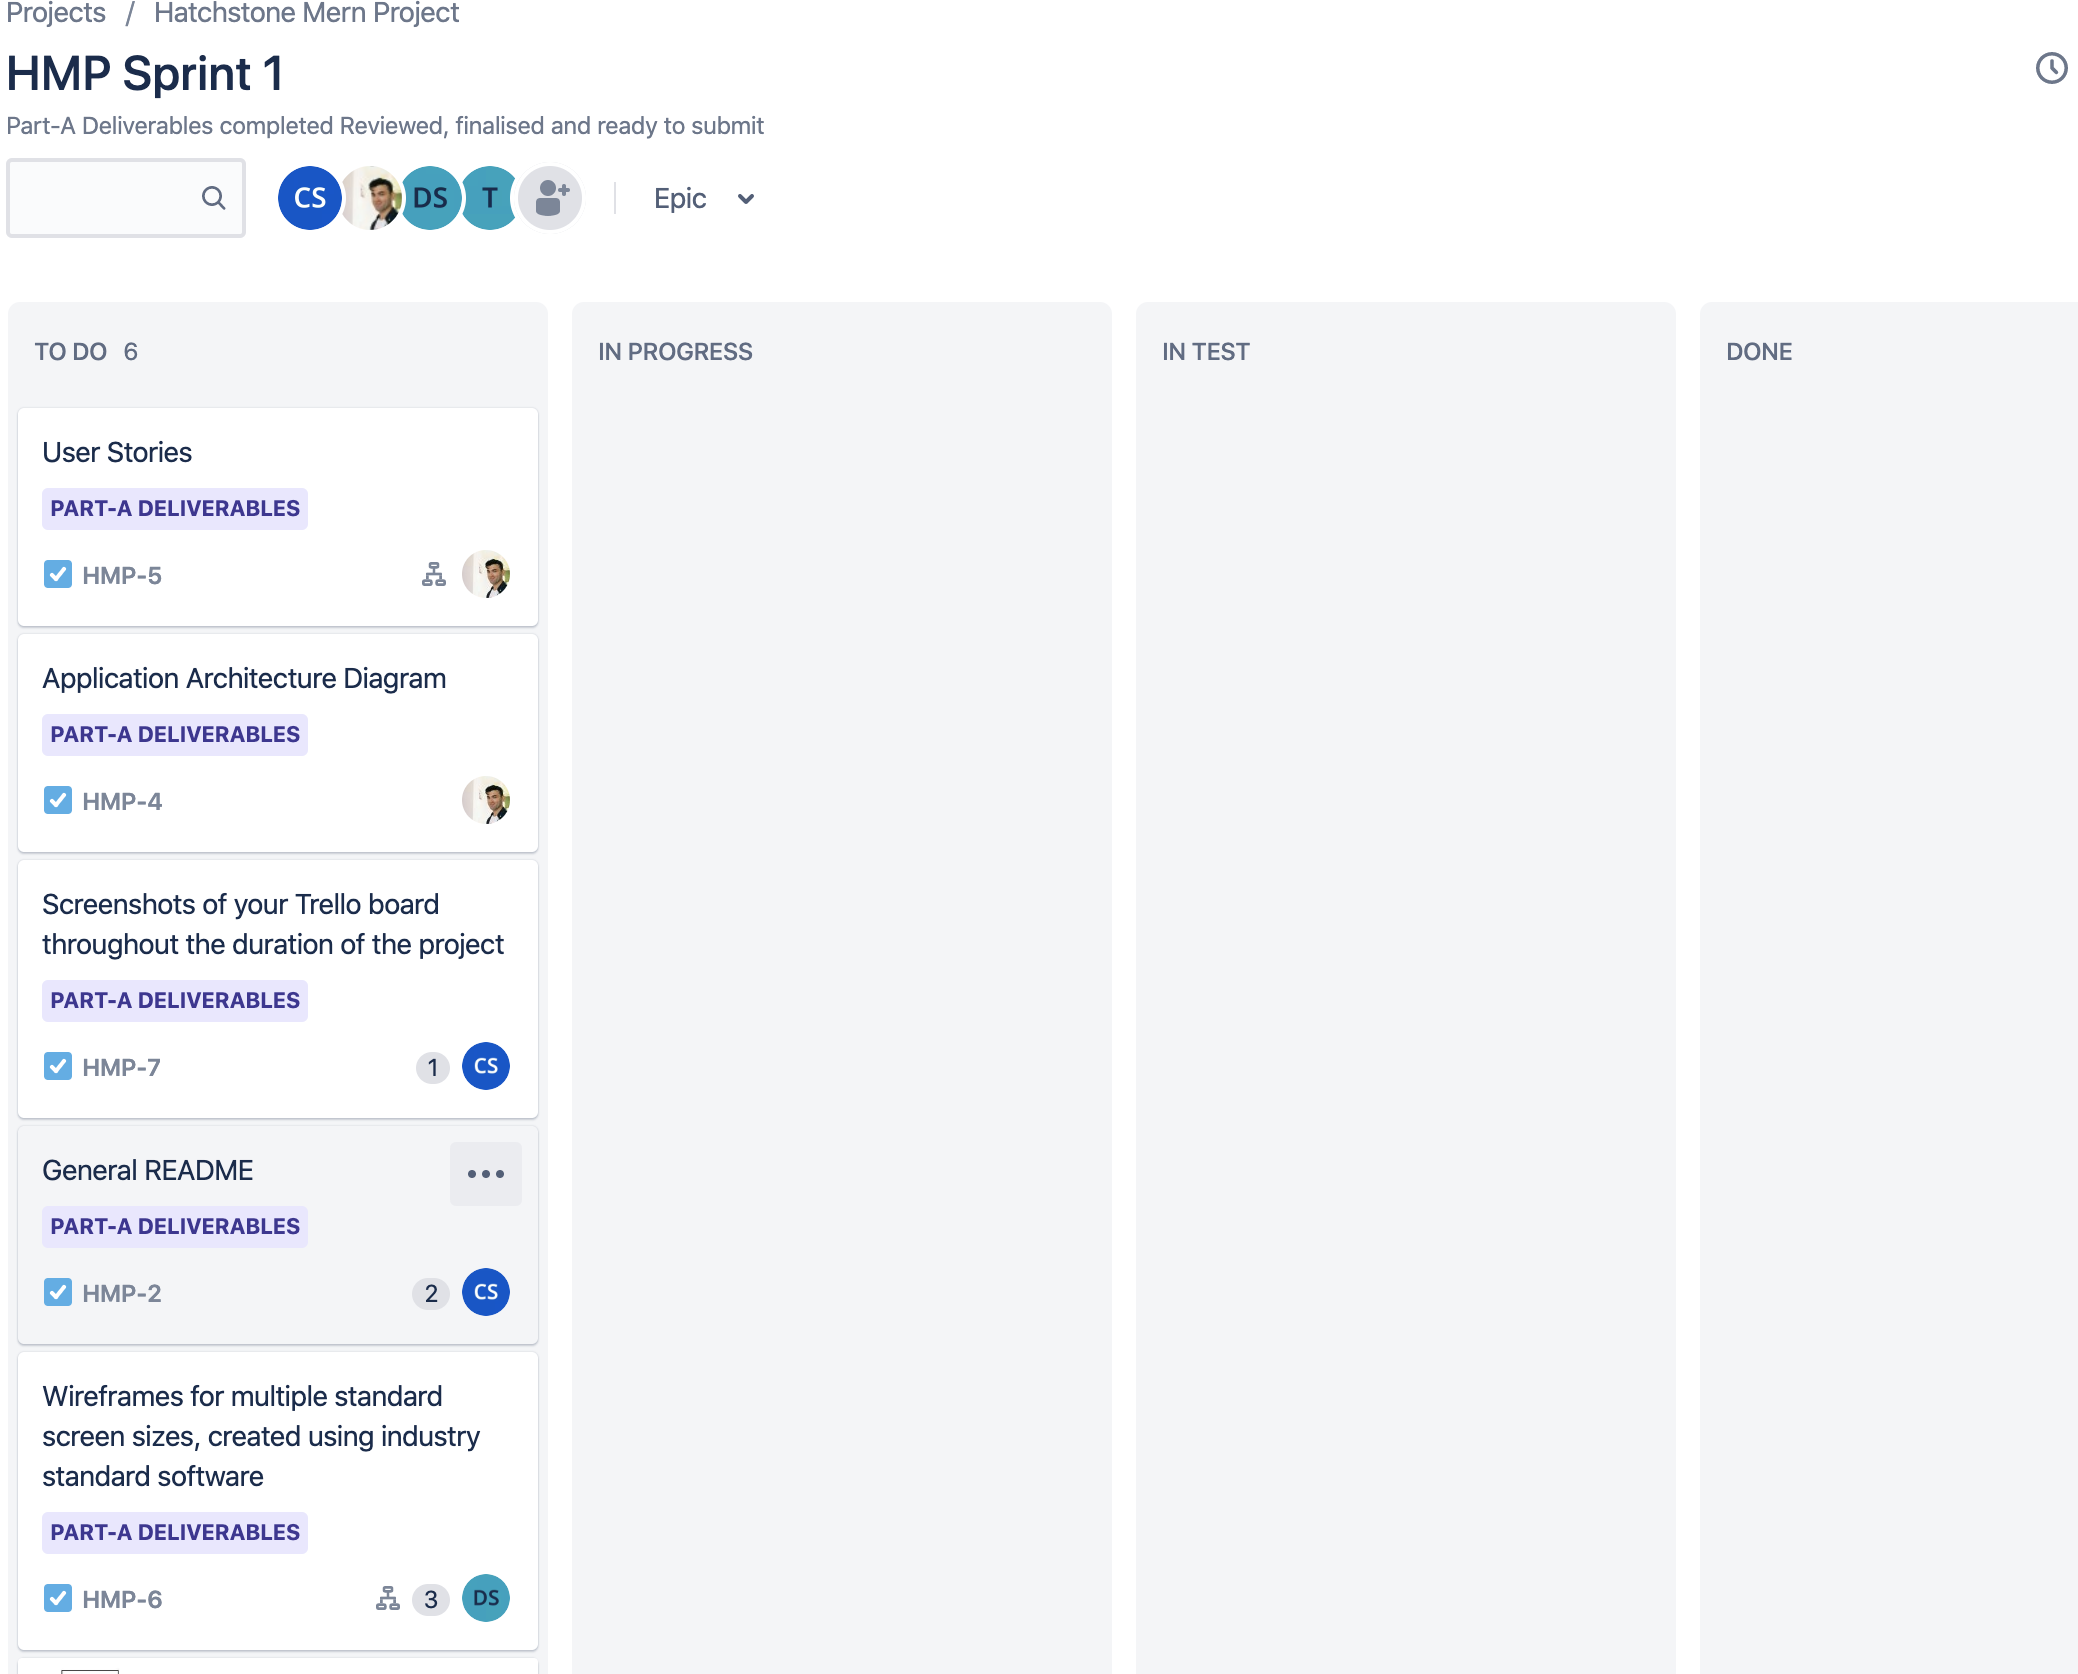 Projects / Hatchstone Mern Project
HMP Sprint 1
Part-A Deliverables completed Reviewed, finalised and ready to submit
CS DS T Epic
TO DO 6
IN PROGRESS
IN TEST
DONE
User Stories
PART-A DELIVERABLES
HMP-5
Application Architecture Diagram
PART-A DELIVERABLES
HMP-4
Screenshots of your Trello board
throughout the duration of the project
PART-A DELIVERABLES
HMP-7 1 CS
General README
PART-A DELIVERABLES
HMP-2 2 CS
Wireframes for multiple standard
screen sizes, created using industry
standard software
PART-A DELIVERABLES
HMP-6 3 DS